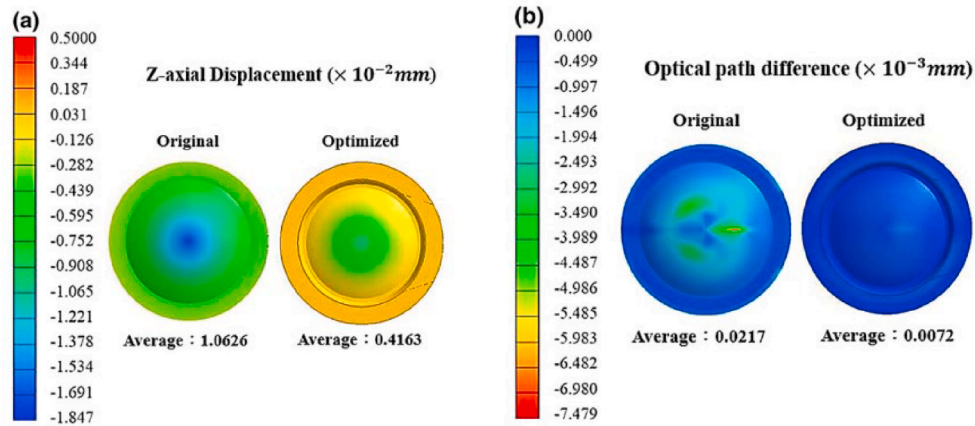 (a)
0.5000
0.344
0.187
0.031
-0.126
-0.282
-0.439
-0.595
-0.752
-0.908
-1.065
-1.221
-1.378
-1.534
-1.691
-1.847
Z-axial Displacement (× 10⁻²mm)
Original
Optimized
Average：1.0626
Average：0.4163
(b)
0.000
-0.499
-0.997
-1.496
-1.994
-2.493
-2.992
-3.490
-3.989
-4.487
-4.986
-5.485
-5.983
-6.482
-6.980
-7.479
Optical path difference (× 10⁻³mm)
Original
Optimized
Average：0.0217
Average：0.0072